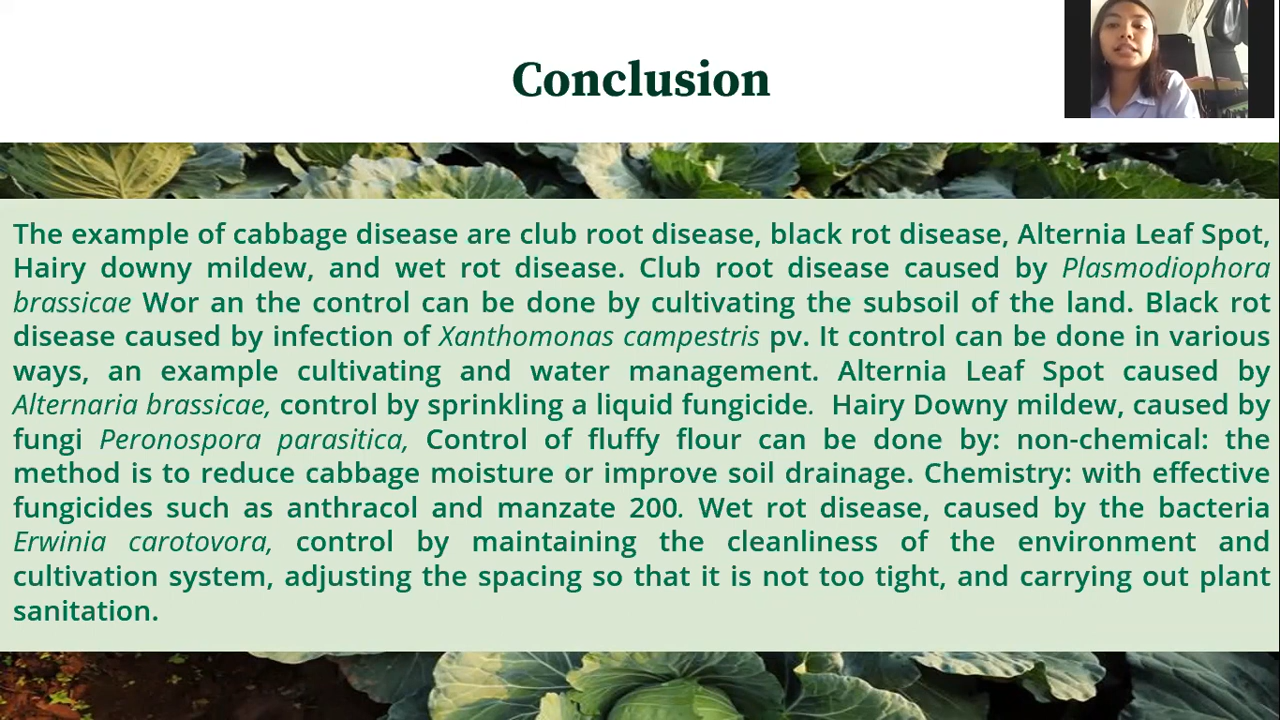 Conclusion
The example of cabbage disease are club root disease, black rot disease, Alternia Leaf Spot,
Hairy downy mildew, and wet rot disease. Club root disease caused by Plasmodiophora
brassicae Wor an the control can be done by cultivating the subsoil of the land. Black rot
disease caused by infection of Xanthomonas campestris pv. It control can be done in various
ways, an example cultivating and water management. Alternia Leaf Spot caused by
Alternaria brassicae, control by sprinkling a liquid fungicide. Hairy Downy mildew, caused by
fungi Peronospora parasitica, Control of fluffy flour can be done by: non-chemical: the
method is to reduce cabbage moisture or improve soil drainage. Chemistry: with effective
fungicides such as anthracol and manzate 200. Wet rot disease, caused by the bacteria
Erwinia carotovora, control by maintaining the cleanliness of the environment and
cultivation system, adjusting the spacing so that it is not too tight, and carrying out plant
sanitation.